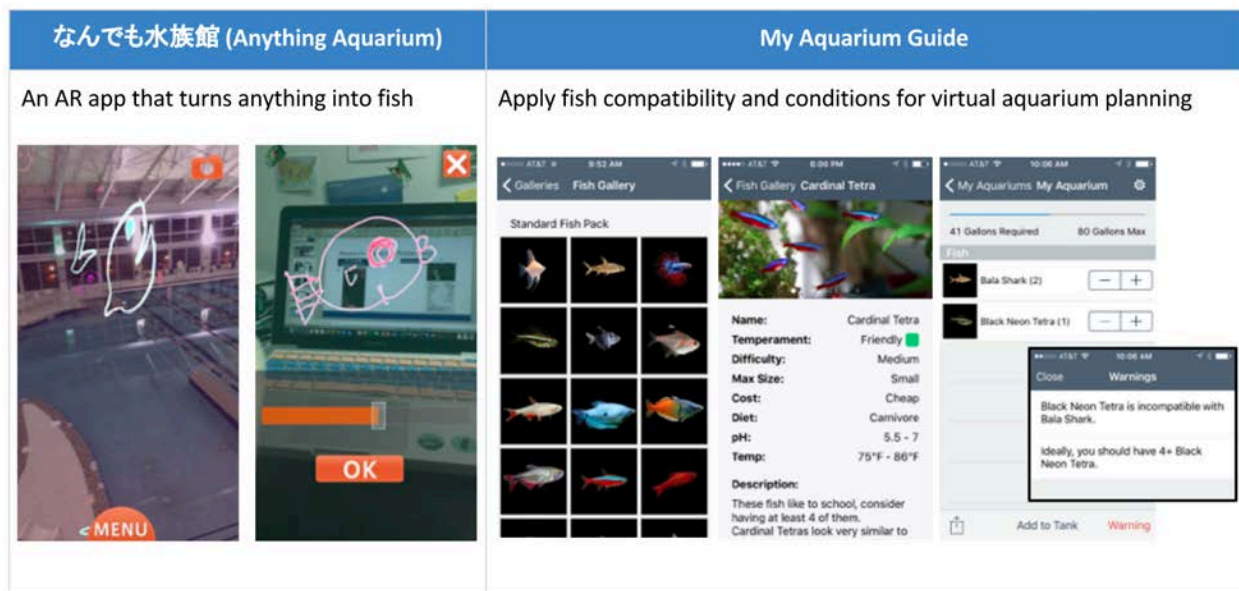 なんでも水族館 (Anything Aquarium)
My Aquarium Guide
An AR app that turns anything into fish
Apply fish compatibility and conditions for virtual aquarium planning
MENU
OK
AT&T 9:52 AM
Galleries Fish Gallery
Standard Fish Pack
AT&T 6:00 PM
Fish Gallery Cardinal Tetra
Name: Cardinal Tetra
Temperament: Friendly
Difficulty: Medium
Max Size: Small
Cost: Cheap
Diet: Carnivore
pH: 5.5 - 7
Temp: 75°F - 86°F
Description:
These fish like to school, consider
having at least 4 of them.
Cardinal Tetras look very similar to
AT&T 10:06 AM
My Aquariums My Aquarium
41 Gallons Required 80 Gallons Max
Fish
Bala Shark (2)
Black Neon Tetra (1)
AT&T 10:06 AM
Close Warnings
Black Neon Tetra is incompatible with
Bala Shark.
Ideally, you should have 4+ Black
Neon Tetra.
Add to Tank Warning